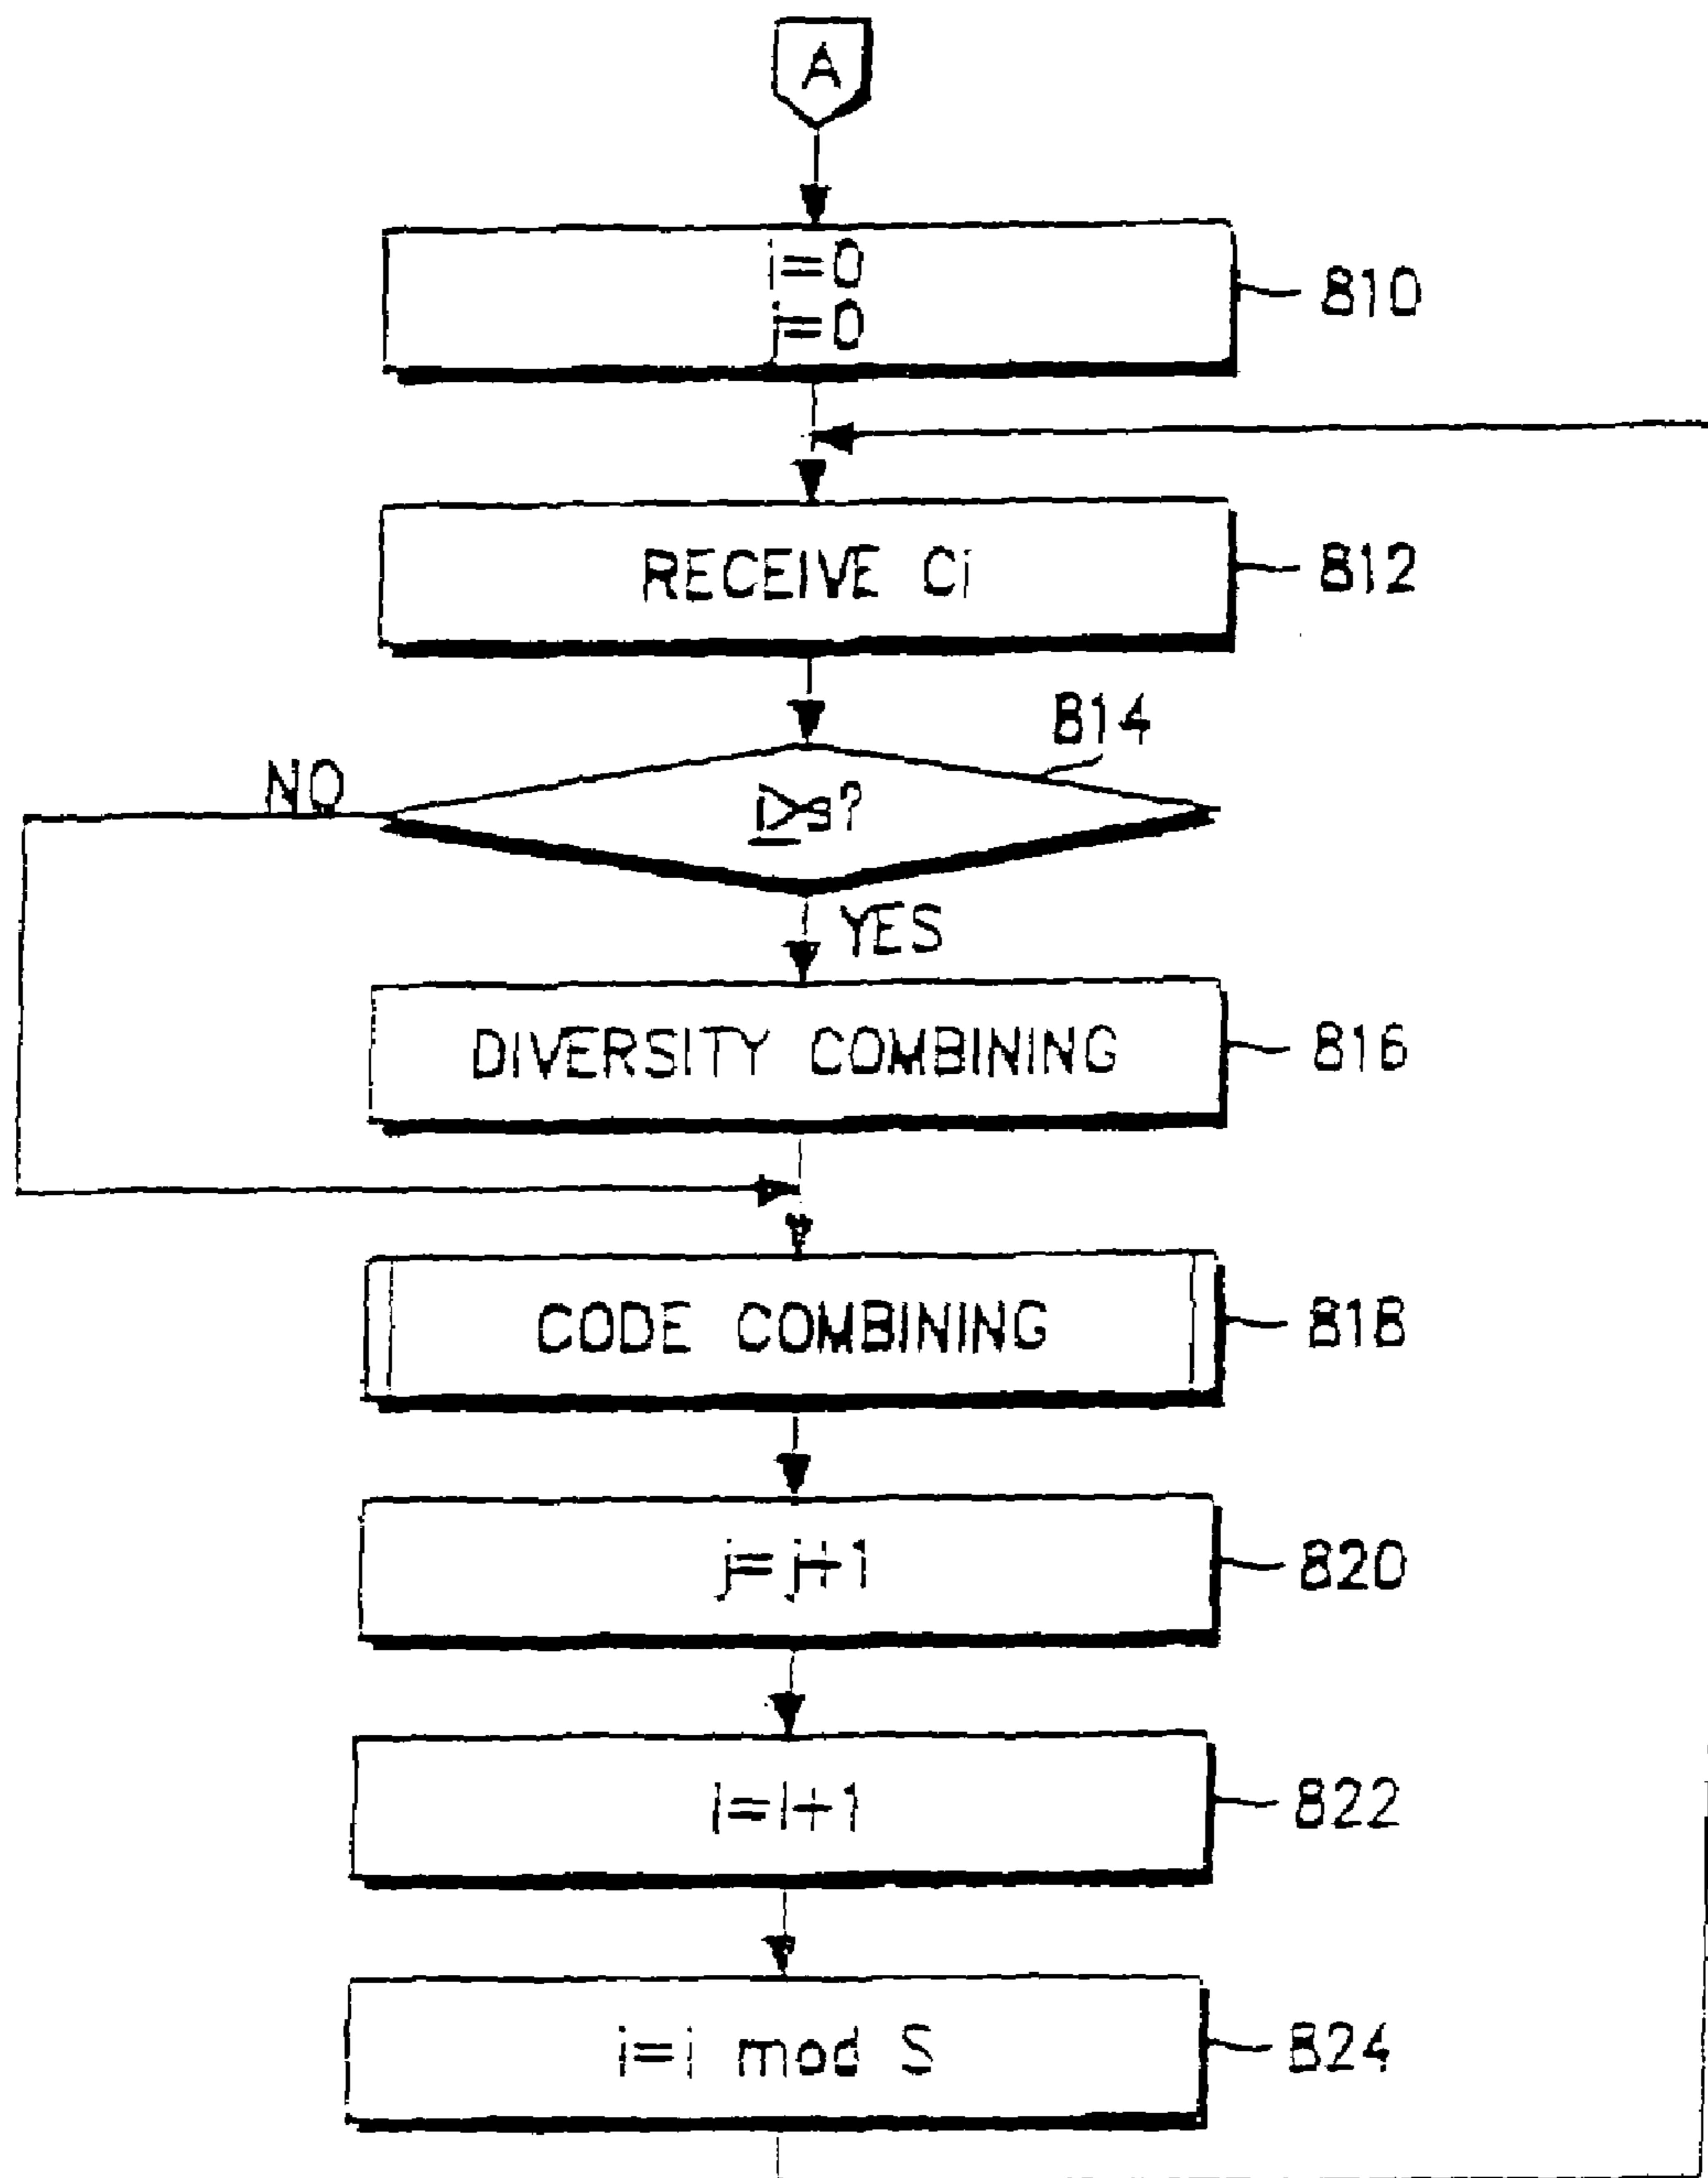 A
i=0
j=0
810
RECEIVE Ci
812
814
NO
YES
DIVERSITY COMBINING
816
CODE COMBINING
818
j=j+1
820
i=i+1
822
i=i mod S
824